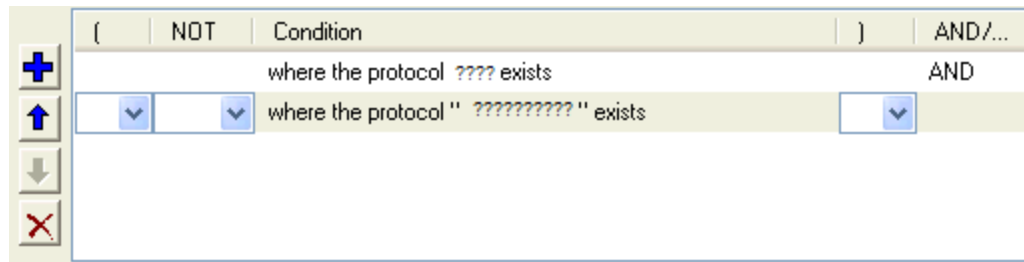 ( NOT Condition ) AND/...
where the protocol ???? exists AND
where the protocol " ?????????? " exists